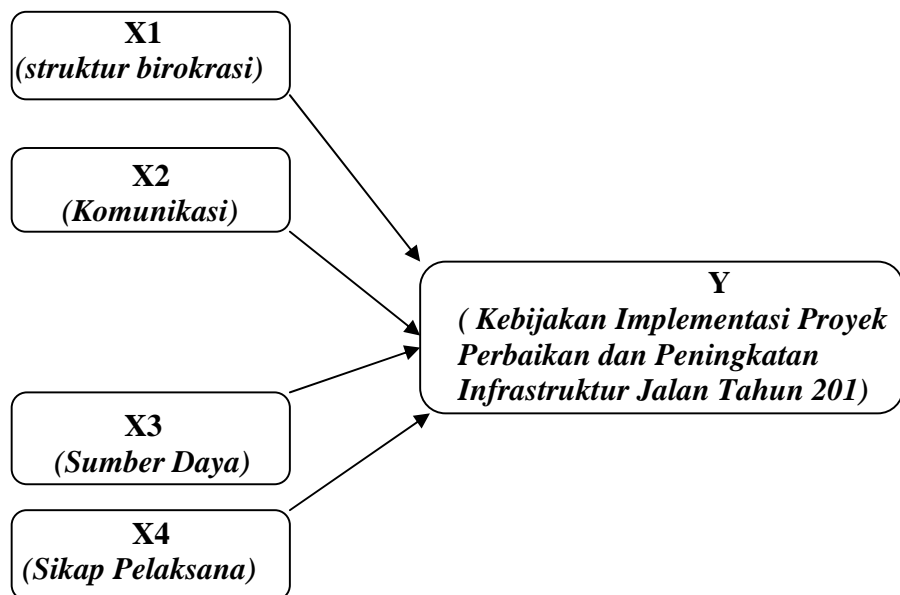 X1
(struktur birokrasi)
X2
(Komunikasi)
Y
( Kebijakan Implementasi Proyek
Perbaikan dan Peningkatan
Infrastruktur Jalan Tahun 201)
X3
(Sumber Daya)
X4
(Sikap Pelaksana)